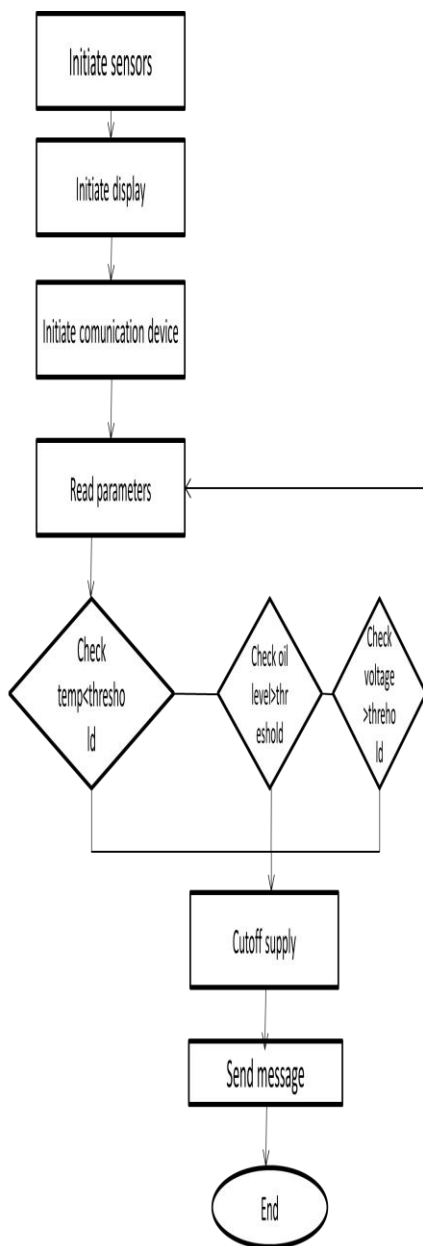 Initiate sensors
Initiate display
Initiate comunication device
Read parameters
Check
temp<thresho
ld
Check oil
level>thr
eshold
Check
voltage
>threho
ld
Cutoff supply
Send message
End